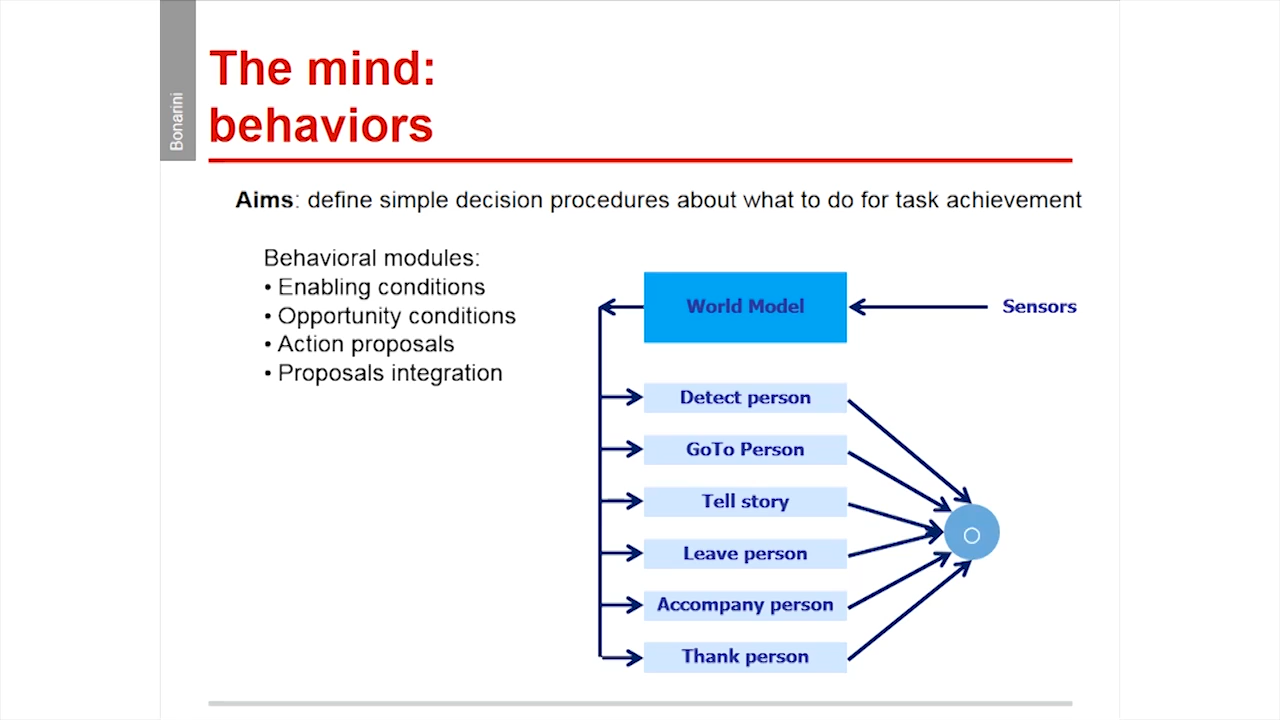 Bonarini
The mind:
behaviors
Aims: define simple decision procedures about what to do for task achievement
Behavioral modules:
• Enabling conditions
• Opportunity conditions
• Action proposals
• Proposals integration
World Model
Sensors
Detect person
GoTo Person
Tell story
Leave person
Accompany person
Thank person